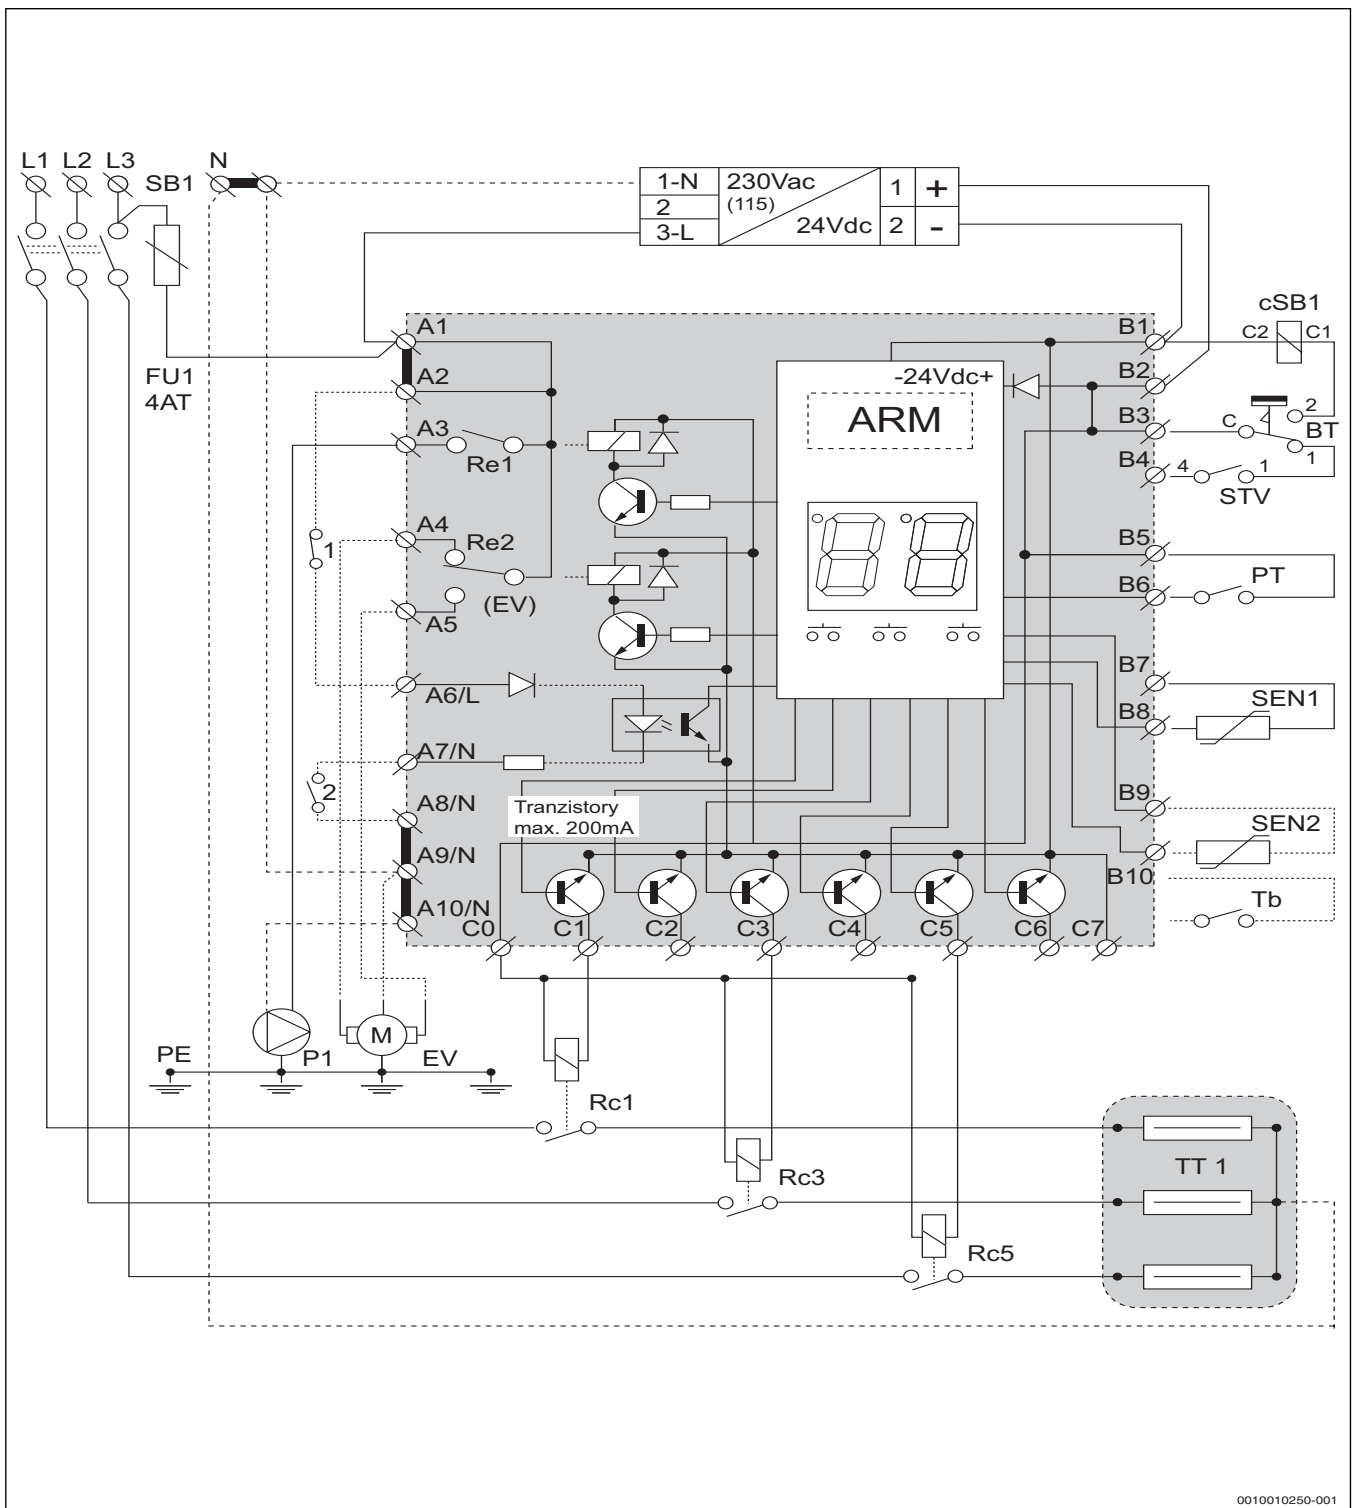 L1 L2 L3 SB1 N
1-N 230Vac 1 +
2 (115)
3-L 24Vdc 2 -
FU1
4AT
A1
A2
A3
Re1
A4
Re2
(EV)
A5
A6/L
A7/N
A8/N
A9/N
A10/N
1
2
-24Vdc+
ARM
Tranzistory
max. 200mA
B1
B2
B3
B4
B5
B6
B7
B8
B9
B10
cSB1
C2 C1
C 2
BT
1
4 1
STV
PT
SEN1
SEN2
Tb
C0 C1 C2 C3 C4 C5 C6 C7
PE P1 M EV
Rc1
Rc3
Rc5
TT 1
0010010250-001